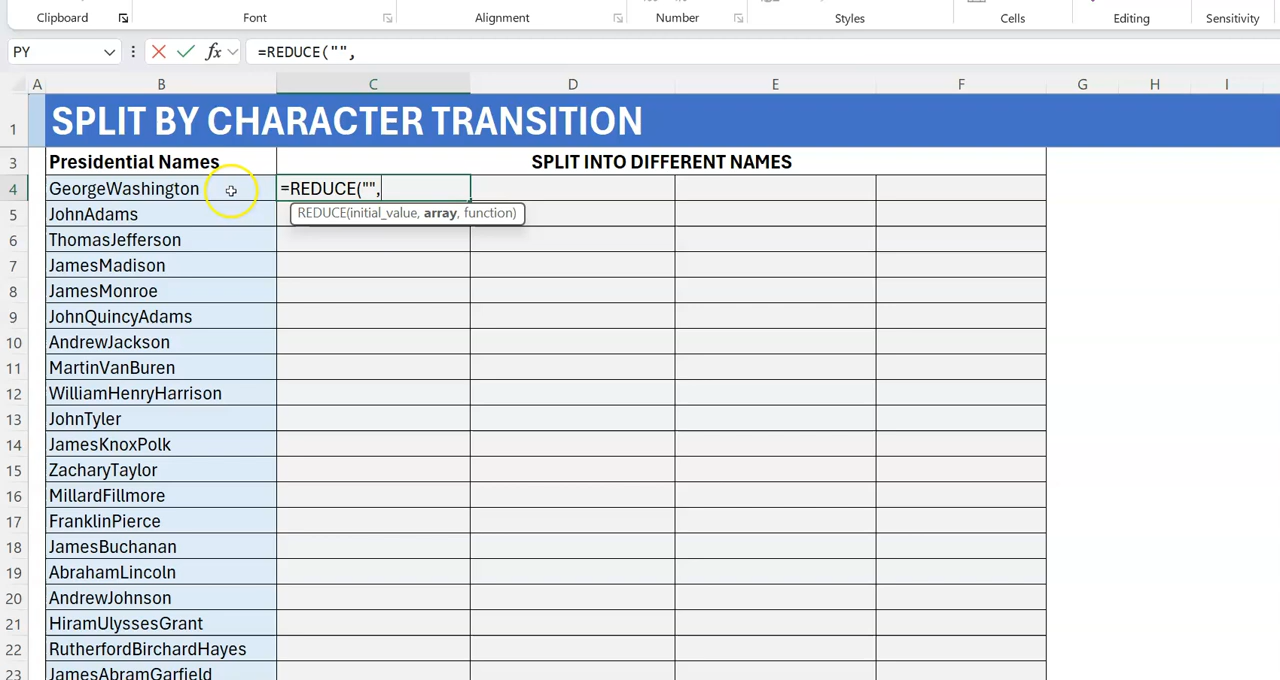 Clipboard Font Alignment Number Styles Cells Editing Sensitivity
PY fx =REDUCE("",
A B C D E F G H I
1 SPLIT BY CHARACTER TRANSITION
3 Presidential Names SPLIT INTO DIFFERENT NAMES
4 GeorgeWashington =REDUCE("",
5 JohnAdams REDUCE(initial_value, array, function)
6 ThomasJefferson
7 JamesMadison
8 JamesMonroe
9 JohnQuincyAdams
10 AndrewJackson
11 MartinVanBuren
12 WilliamHenryHarrison
13 JohnTyler
14 JamesKnoxPolk
15 ZacharyTaylor
16 MillardFillmore
17 FranklinPierce
18 JamesBuchanan
19 AbrahamLincoln
20 AndrewJohnson
21 HiramUlyssesGrant
22 RutherfordBirchardHayes
23 JamesAbramGarfield